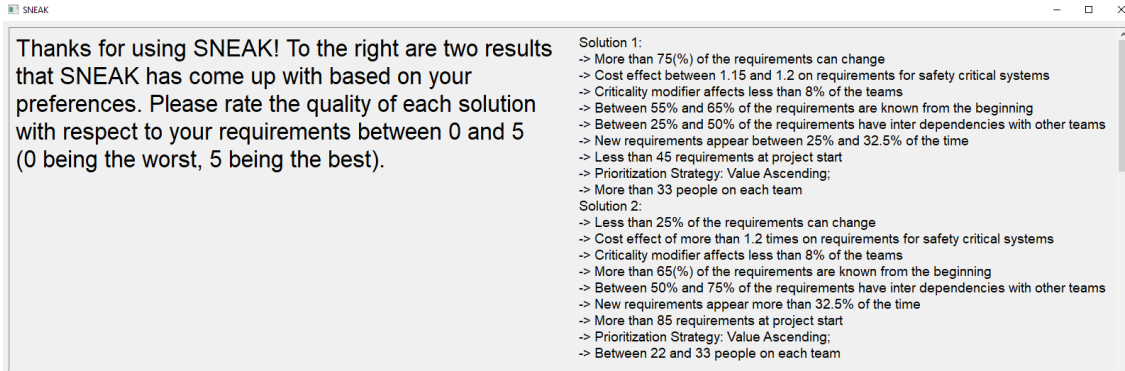 SNEAK
Thanks for using SNEAK! To the right are two results
that SNEAK has come up with based on your
preferences. Please rate the quality of each solution
with respect to your requirements between 0 and 5
(0 being the worst, 5 being the best).
Solution 1:
-> More than 75(%) of the requirements can change
-> Cost effect between 1.15 and 1.2 on requirements for safety critical systems
-> Criticality modifier affects less than 8% of the teams
-> Between 55% and 65% of the requirements are known from the beginning
-> Between 25% and 50% of the requirements have inter dependencies with other teams
-> New requirements appear between 25% and 32.5% of the time
-> Less than 45 requirements at project start
-> Prioritization Strategy: Value Ascending;
-> More than 33 people on each team
Solution 2:
-> Less than 25% of the requirements can change
-> Cost effect of more than 1.2 times on requirements for safety critical systems
-> Criticality modifier affects less than 8% of the teams
-> More than 65(%) of the requirements are known from the beginning
-> Between 50% and 75% of the requirements have inter dependencies with other teams
-> New requirements appear more than 32.5% of the time
-> More than 85 requirements at project start
-> Prioritization Strategy: Value Ascending;
-> Between 22 and 33 people on each team